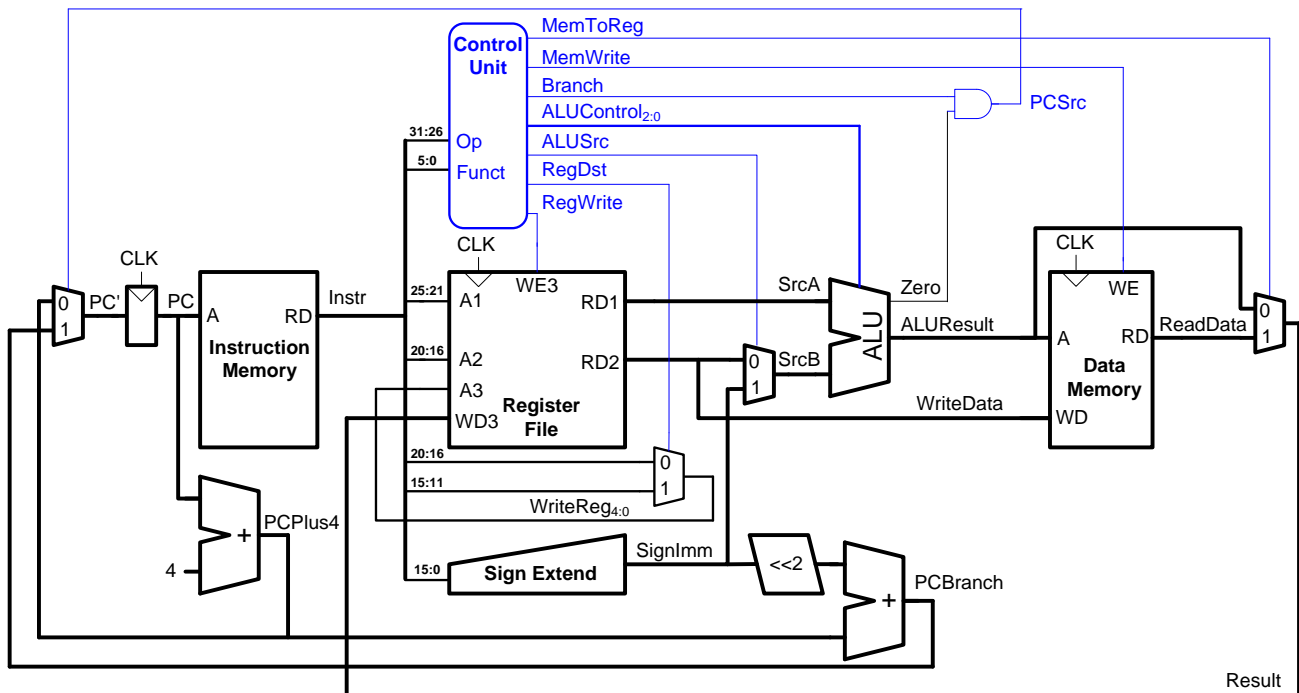 MemToReg
Control
Unit
MemWrite
Branch
PCSrc
ALUControl2:0
31:26
Op
ALUSrc
5:0
Funct
RegDst
RegWrite
CLK
CLK
CLK
0
1
PC'
PC
A
RD
Instruction
Memory
Instr
25:21
A1
WE3
RD1
SrcA
Zero
ALU
ALUResult
WE
A
RD
ReadData
0
1
20:16
A2
RD2
0
1
SrcB
A3
Data
Memory
WD3
Register
File
WriteData
WD
20:16
0
15:11
1
WriteReg4:0
PCPlus4
+
4
SignImm
15:0
Sign Extend
<<2
PCBranch
+
Result